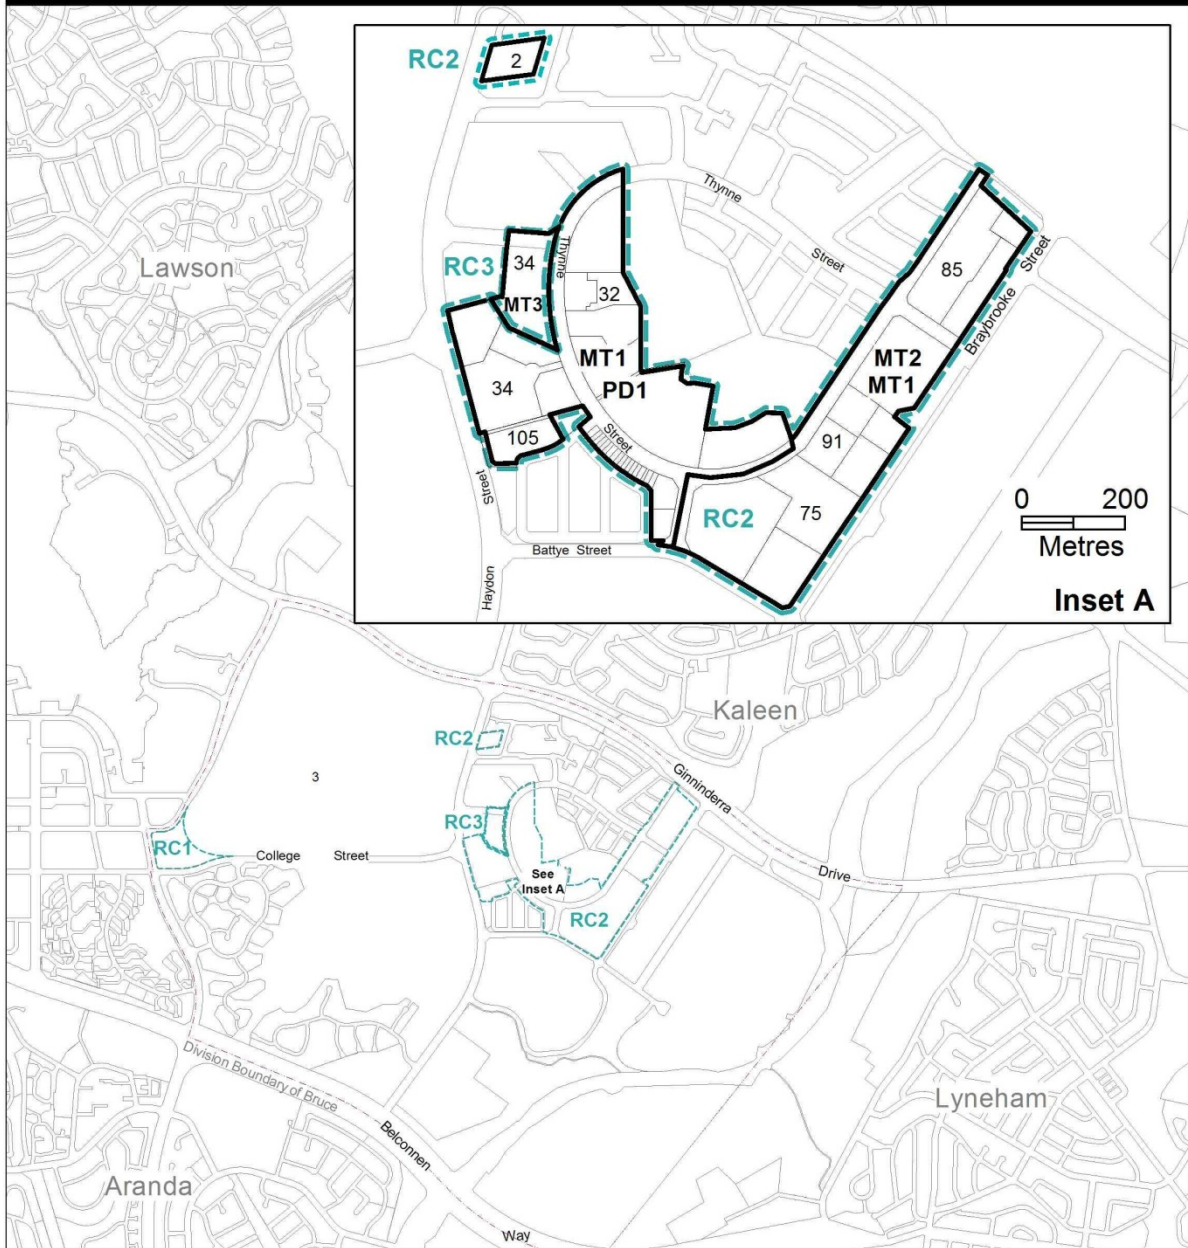 RC2
2
Thynne
Street
Thynne
RC3
34
MT3
32
85
Street
Braybrooke
MT1
PD1
MT2
MT1
34
105
Street
91
RC2
75
0 200
Metres
Street
Battye Street
Haydon
Inset A
Lawson
Kaleen
RC2
3
Ginninderra
RC3
RC1
College Street
See
Inset A
Drive
RC2
Division Boundary of Bruce
Belconnen
Lyneham
Aranda
Way